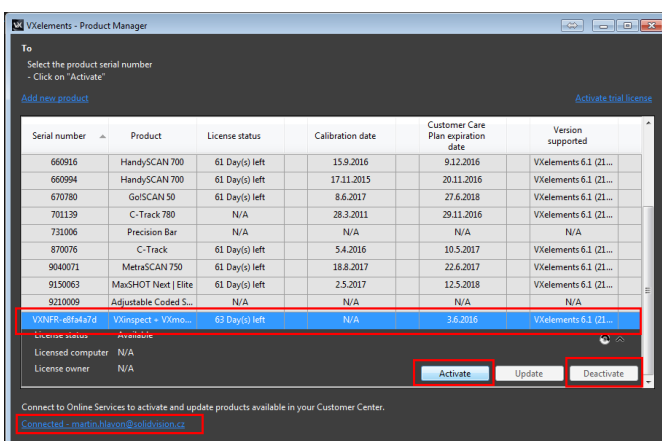 VXelements - Product Manager
To
Select the product serial number
- Click on "Activate"
Add new product Activate trial license
Serial number Product License status Calibration date Customer Care Plan expiration date Version supported
660916 HandySCAN 700 61 Day(s) left 15.9.2016 9.12.2016 VXelements 6.1 (21...
660994 HandySCAN 700 61 Day(s) left 17.11.2015 20.11.2016 VXelements 6.1 (21...
670780 Go!SCAN 50 61 Day(s) left 8.6.2017 27.6.2018 VXelements 6.1 (21...
701139 C-Track 780 N/A 28.3.2011 29.11.2016 VXelements 6.1 (21...
731006 Precision Bar N/A N/A N/A N/A
870076 C-Track 61 Day(s) left 5.4.2016 10.5.2017 VXelements 6.1 (21...
9040071 MetraSCAN 750 61 Day(s) left 18.8.2017 22.6.2017 VXelements 6.1 (21...
9150063 MaxSHOT Next | Elite 61 Day(s) left 2.5.2017 12.5.2018 VXelements 6.1 (21...
9210009 Adjustable Coded S... N/A N/A N/A N/A
VXNFR-e8fa4a7d VXinspect + VXmo... 63 Day(s) left N/A 3.6.2016 VXelements 6.1 (21...
License status Available
Licensed computer N/A
License owner N/A
Activate Update Deactivate
Connect to Online Services to activate and update products available in your Customer Center.
Connected - martin.hlavon@solidvision.cz